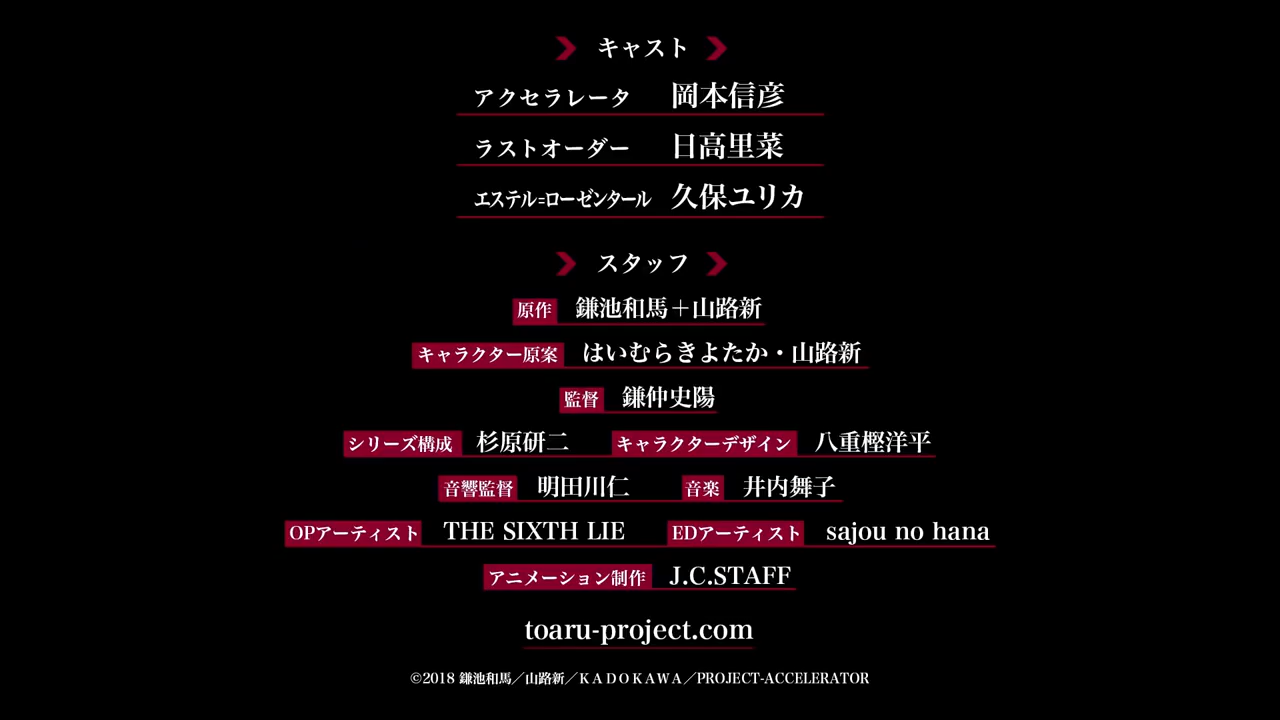 キャスト
アクセラレータ 岡本信彦
ラストオーダー 日高里菜
エステル=ローゼンタール 久保ユリカ
スタッフ
原作 鎌池和馬＋山路新
キャラクター原案 はいむらきよたか・山路新
監督 鎌仲史陽
シリーズ構成 杉原研二 キャラクターデザイン 八重樫洋平
音響監督 明田川仁 音楽 井内舞子
OPアーティスト THE SIXTH LIE EDアーティスト sajou no hana
アニメーション制作 J.C.STAFF
toaru-project.com
©2018 鎌池和馬／山路新／ＫＡＤＯＫＡＷＡ／PROJECT-ACCELERATOR